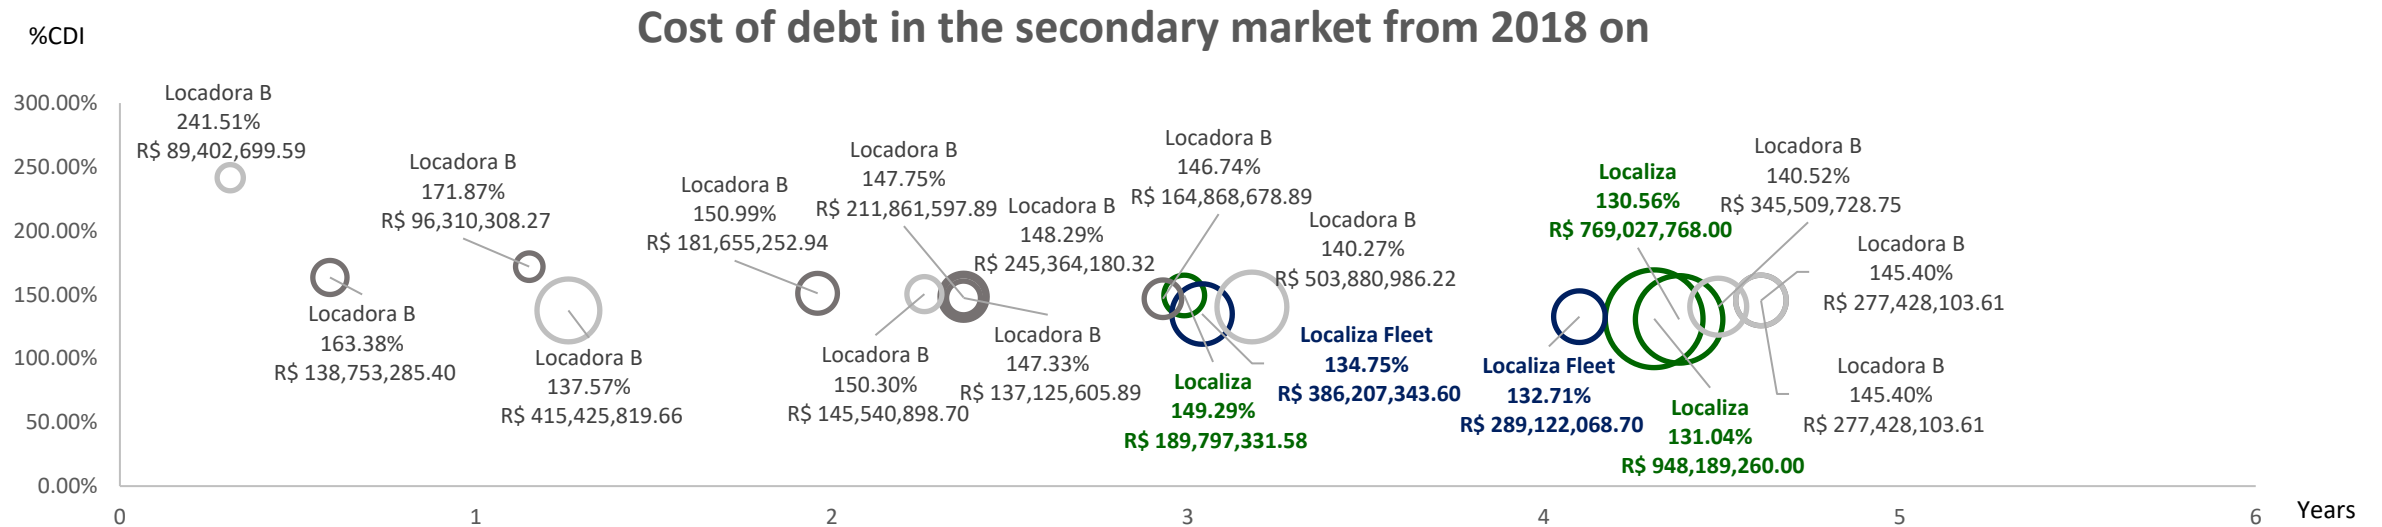 Cost of debt in the secondary market from 2018 on
%CDI
300.00%
250.00%
200.00%
150.00%
100.00%
50.00%
0.00%
Locadora B
241.51%
R$ 89,402,699.59
Locadora B
163.38%
R$ 138,753,285.40
Locadora B
171.87%
R$ 96,310,308.27
Locadora B
137.57%
R$ 415,425,819.66
Locadora B
150.99%
R$ 181,655,252.94
Locadora B
147.75%
R$ 211,861,597.89
Locadora B
150.30%
R$ 145,540,898.70
Locadora B
148.29%
R$ 245,364,180.32
Locadora B
147.33%
R$ 137,125,605.89
Locadora B
146.74%
R$ 164,868,678.89
Localiza
149.29%
R$ 189,797,331.58
Locadora B
140.27%
R$ 503,880,986.22
Localiza Fleet
134.75%
R$ 386,207,343.60
Localiza Fleet
132.71%
R$ 289,122,068.70
Localiza
130.56%
R$ 769,027,768.00
Localiza
131.04%
R$ 948,189,260.00
Locadora B
140.52%
R$ 345,509,728.75
Locadora B
145.40%
R$ 277,428,103.61
Locadora B
145.40%
R$ 277,428,103.61
0
1
2
3
4
5
6
Years